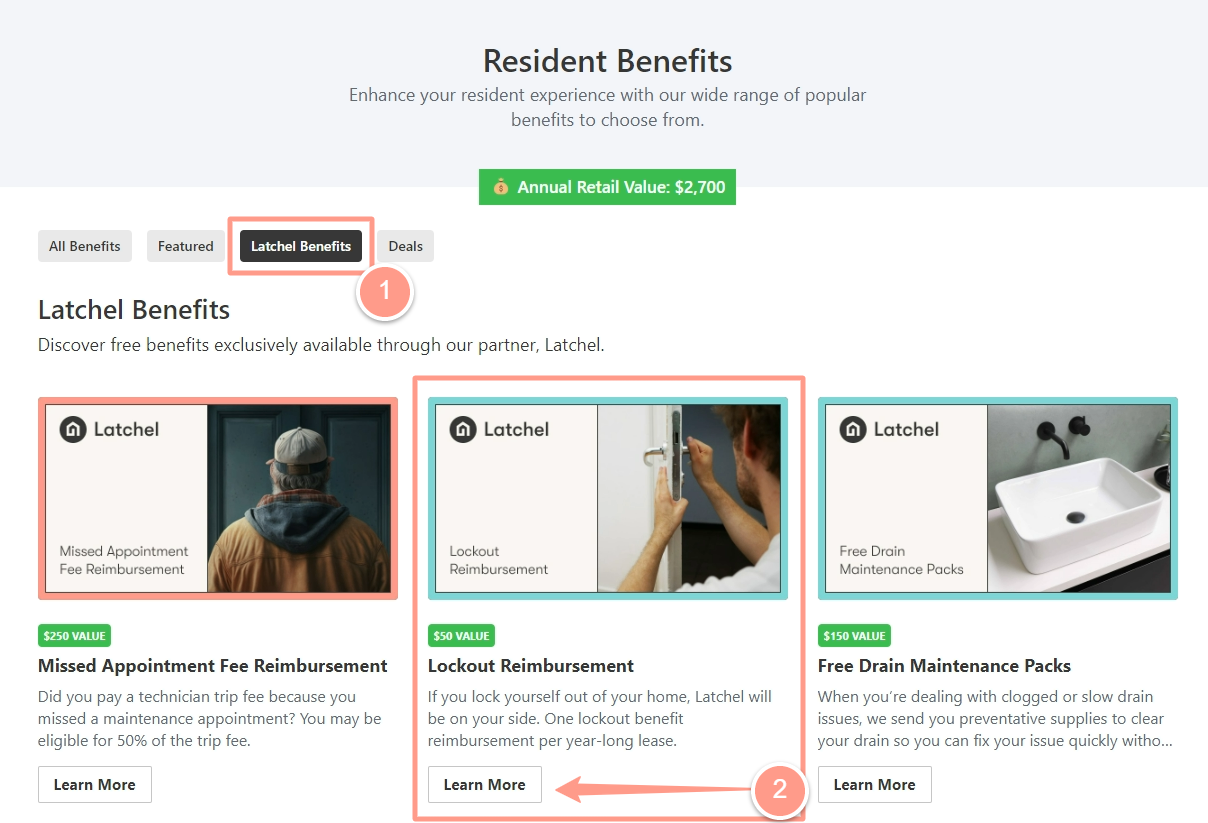 Resident Benefits
Enhance your resident experience with our wide range of popular
benefits to choose from.
Annual Retail Value: $2,700
All Benefits
Featured
Latchel Benefits
Deals
1
Latchel Benefits
Discover free benefits exclusively available through our partner, Latchel.
Latchel
Missed Appointment
Fee Reimbursement
$250 VALUE
Missed Appointment Fee Reimbursement
Did you pay a technician trip fee because you
missed a maintenance appointment? You may be
eligible for 50% of the trip fee.
Learn More
Latchel
Lockout
Reimbursement
$50 VALUE
Lockout Reimbursement
If you lock yourself out of your home, Latchel will
be on your side. One lockout benefit
reimbursement per year-long lease.
Learn More
2
Latchel
Free Drain
Maintenance Packs
$150 VALUE
Free Drain Maintenance Packs
When you’re dealing with clogged or slow drain
issues, we send you preventative supplies to clear
your drain so you can fix your issue quickly witho...
Learn More